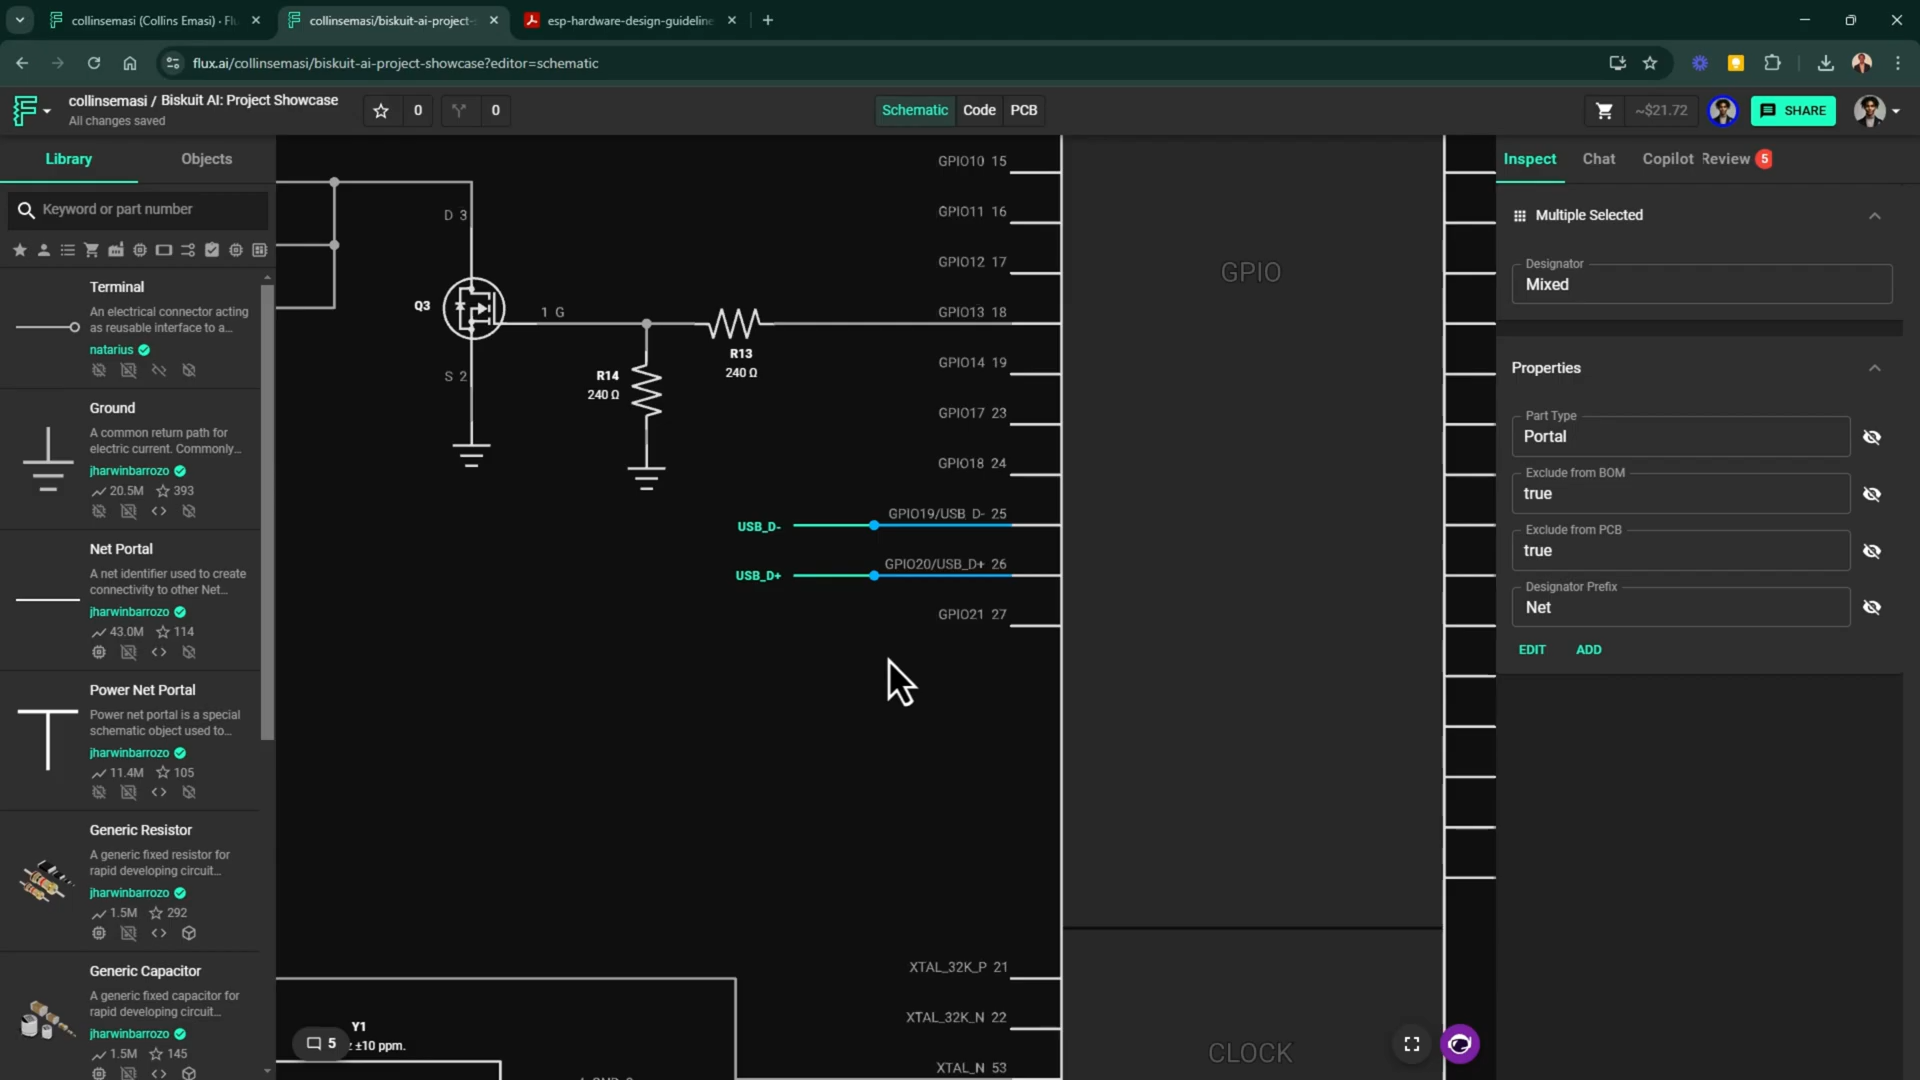 collinsemasi (Collins Emasi) · Fl
collinsemasi/biskuit-ai-project-
esp-hardware-design-guideline
flux.ai/collinsemasi/biskuit-ai-project-showcase?editor=schematic
collinsemasi / Biskuit AI: Project Showcase
All changes saved
0
0
Schematic
Code
PCB
~$21.72
SHARE
Library
Objects
Keyword or part number
Terminal
An electrical connector acting
as reusable interface to a...
natarius
Ground
A common return path for
electric current. Commonly...
jharwinbarrozo
20.5M
393
Net Portal
A net identifier used to create
connectivity to other Net...
jharwinbarrozo
43.0M
114
Power Net Portal
Power net portal is a special
schematic object used to...
jharwinbarrozo
11.4M
105
Generic Resistor
A generic fixed resistor for
rapid developing circuit...
jharwinbarrozo
1.5M
292
Generic Capacitor
A generic fixed capacitor for
rapid developing circuit...
jharwinbarrozo
1.5M
145
D 3
Q3
1 G
S 2
R14
240 Ω
R13
240 Ω
GPIO10 15
GPIO11 16
GPIO12 17
GPIO13 18
GPIO14 19
GPIO17 23
GPIO18 24
USB_D-
GPIO19/USB_D- 25
USB_D+
GPIO20/USB_D+ 26
GPIO21 27
XTAL_32K_P 21
XTAL_32K_N 22
XTAL_N 53
Y1
±10 ppm.
5
GPIO
CLOCK
Inspect
Chat
Copilot
Review
5
Multiple Selected
Designator
Mixed
Properties
Part Type
Portal
Exclude from BOM
true
Exclude from PCB
true
Designator Prefix
Net
EDIT
ADD